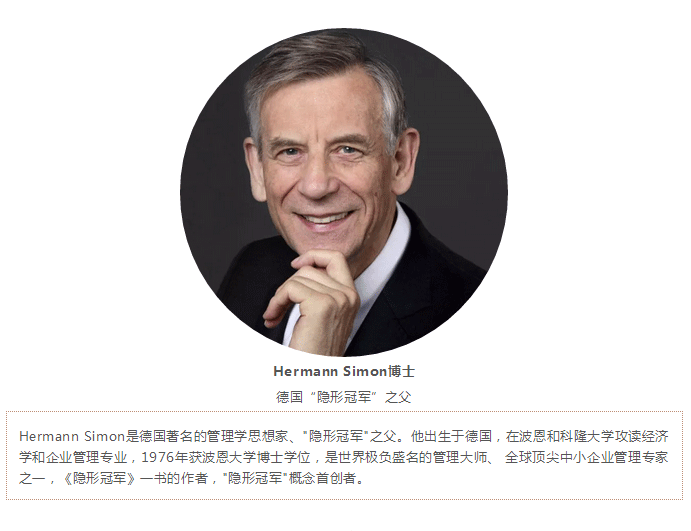 Hermann Simon博士
德国“隐形冠军”之父
Hermann Simon是德国著名的管理学思想家、"隐形冠军"之父。他出生于德国，在波恩和科隆大学攻读经济
学和企业管理专业，1976年获波恩大学博士学位，是世界极负盛名的管理大师、 全球顶尖中小企业管理专家
之一，《隐形冠军》一书的作者，"隐形冠军"概念首创者。